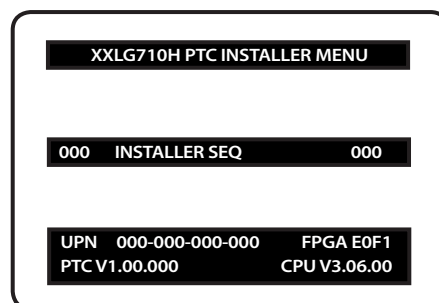 XXLG710H PTC INSTALLER MENU
000 INSTALLER SEQ 000
UPN 000-000-000-000 FPGA E0F1
PTC V1.00.000 CPU V3.06.00